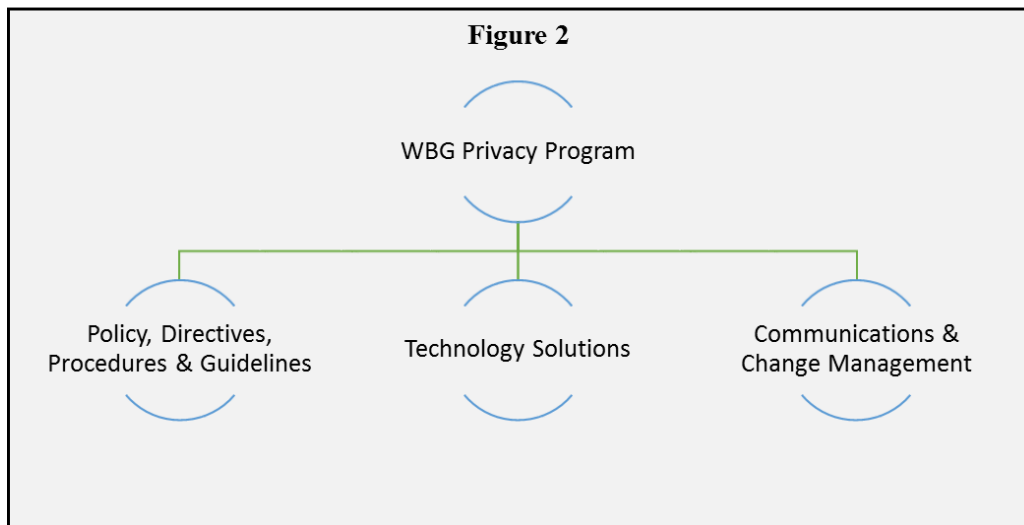 Figure 2
WBG Privacy Program
Policy, Directives,
Procedures & Guidelines
Technology Solutions
Communications &
Change Management